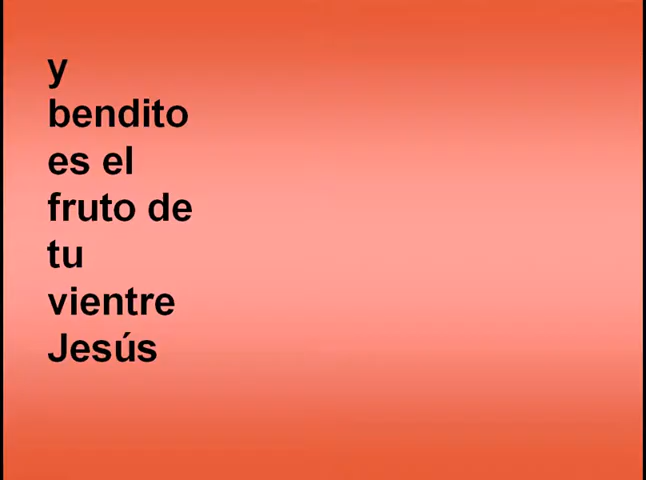 y
bendito
es el
fruto de
tu
vientre
Jesús